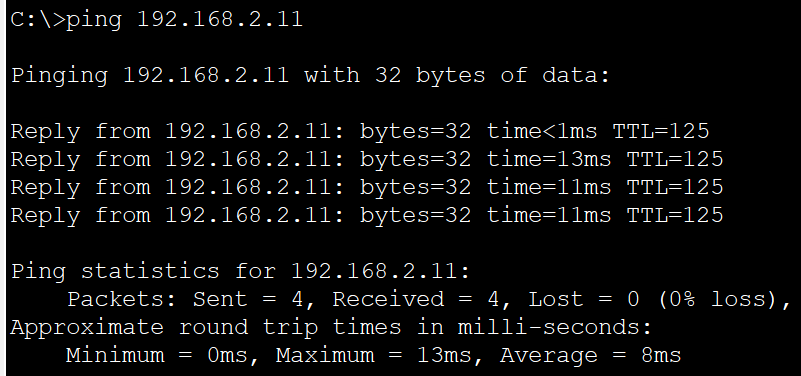 C:\>ping 192.168.2.11
Pinging 192.168.2.11 with 32 bytes of data:
Reply from 192.168.2.11: bytes=32 time<1ms TTL=125
Reply from 192.168.2.11: bytes=32 time=13ms TTL=125
Reply from 192.168.2.11: bytes=32 time=11ms TTL=125
Reply from 192.168.2.11: bytes=32 time=11ms TTL=125
Ping statistics for 192.168.2.11:
Packets: Sent = 4, Received = 4, Lost = 0 (0% loss),
Approximate round trip times in milli-seconds:
Minimum = 0ms, Maximum = 13ms, Average = 8ms